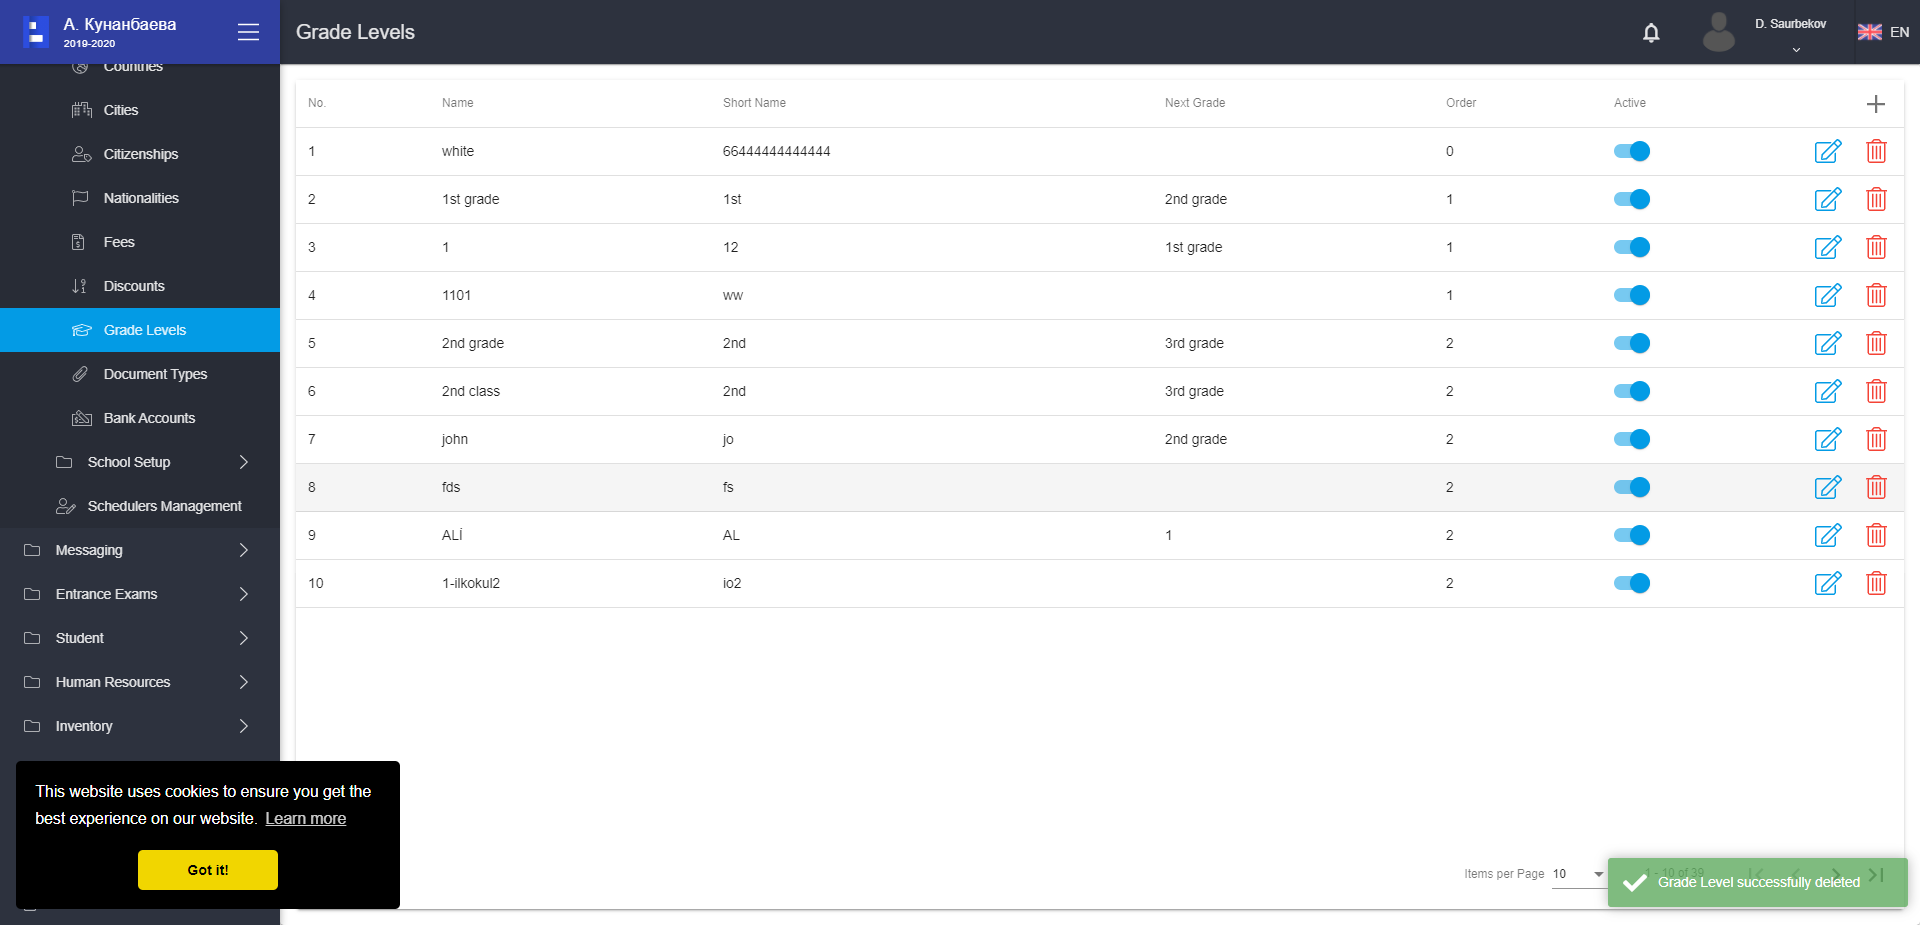 А. Кунанбаева
2019-2020
Grade Levels
D. Saurbekov
EN
Countries
Cities
Citizenships
Nationalities
Fees
Discounts
Grade Levels
Document Types
Bank Accounts
School Setup
Schedulers Management
Messaging
Entrance Exams
Student
Human Resources
Inventory
No. Name Short Name Next Grade Order Active
1 white 66444444444444 0
2 1st grade 1st 2nd grade 1
3 1 12 1st grade 1
4 1101 ww 1
5 2nd grade 2nd 3rd grade 2
6 2nd class 2nd 3rd grade 2
7 john jo 2nd grade 2
8 fds fs 2
9 ALİ AL 1 2
10 1-ilkokul2 io2 2
This website uses cookies to ensure you get the
best experience on our website. Learn more
Got it!
Items per Page 10
1 - 10 of 39
Grade Level successfully deleted